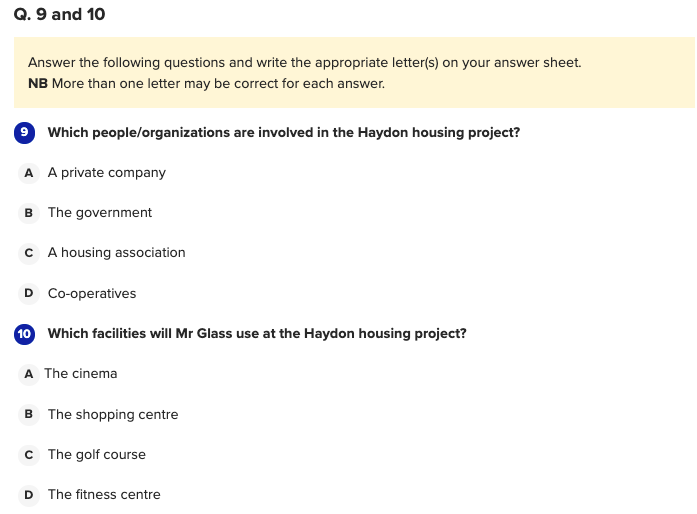 Q. 9 and 10
Answer the following questions and write the appropriate letter(s) on your answer sheet.
NB More than one letter may be correct for each answer.
9 Which people/organizations are involved in the Haydon housing project?
A A private company
B The government
C A housing association
D Co-operatives
10 Which facilities will Mr Glass use at the Haydon housing project?
A The cinema
B The shopping centre
C The golf course
D The fitness centre